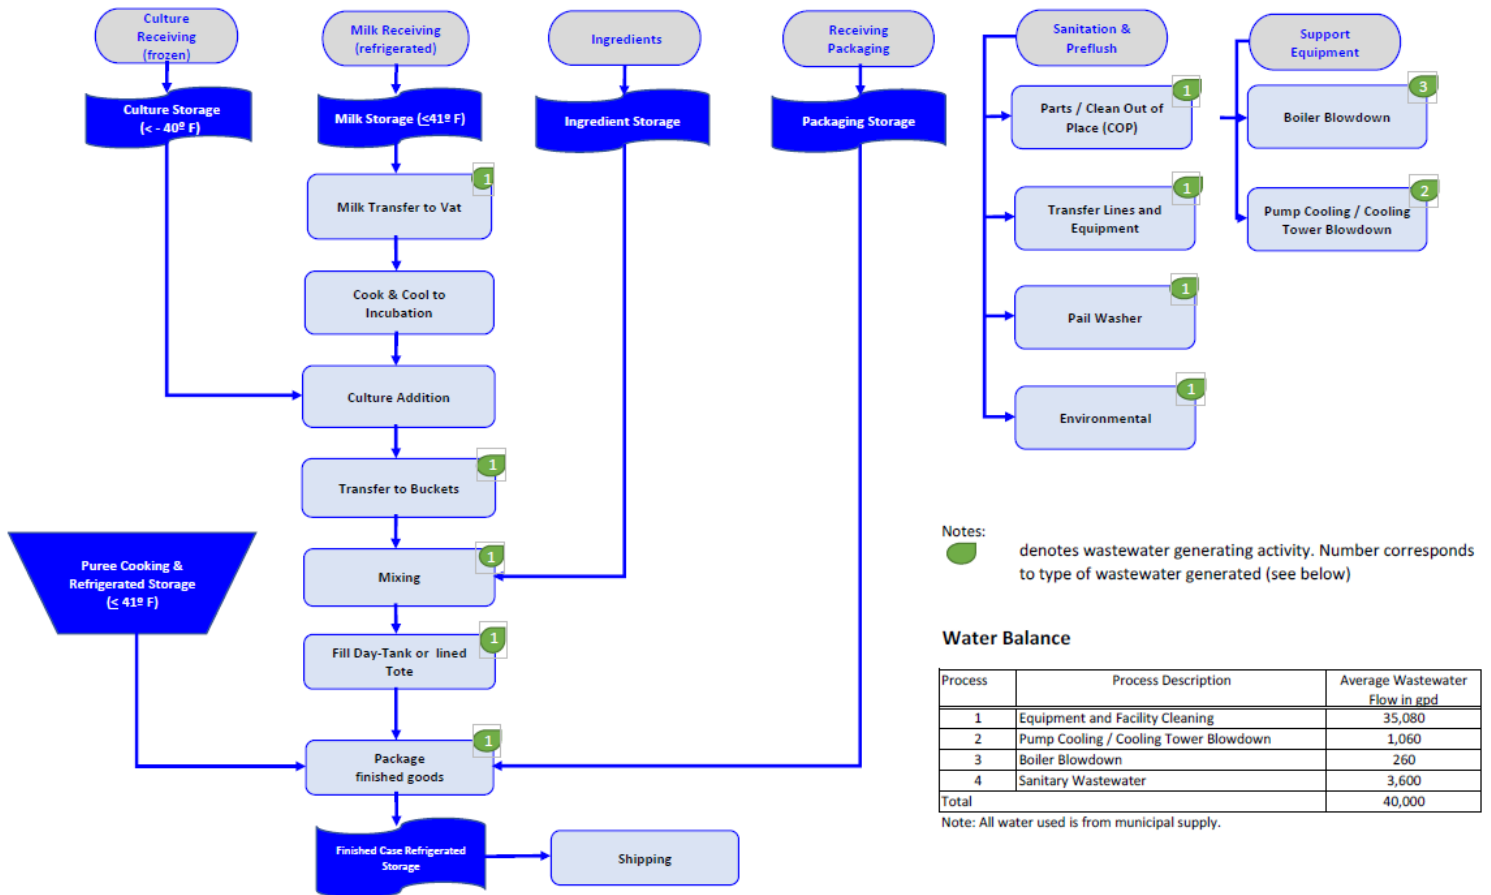 Culture
Receiving
(frozen)
Milk Receiving
(refrigerated)
Ingredients
Receiving
Packaging
Sanitation &
Preflush
Support
Equipment
Culture Storage
(< - 40º F)
Milk Storage (≤41º F)
Ingredient Storage
Packaging Storage
1
Parts / Clean Out of
Place (COP)
3
Boiler Blowdown
1
Milk Transfer to Vat
1
Transfer Lines and
Equipment
2
Pump Cooling / Cooling
Tower Blowdown
Cook & Cool to
Incubation
1
Pail Washer
Culture Addition
1
Environmental
1
Transfer to Buckets
Puree Cooking &
Refrigerated Storage
(≤ 41º F)
1
Mixing
1
Fill Day-Tank or lined
Tote
1
Package
finished goods
Finished Case Refrigerated
Storage
Shipping
Notes:
denotes wastewater generating activity. Number corresponds
to type of wastewater generated (see below)
Water Balance
Process Process Description Average Wastewater
Flow in gpd
1 Equipment and Facility Cleaning 35,080
2 Pump Cooling / Cooling Tower Blowdown 1,060
3 Boiler Blowdown 260
4 Sanitary Wastewater 3,600
Total 40,000
Note: All water used is from municipal supply.